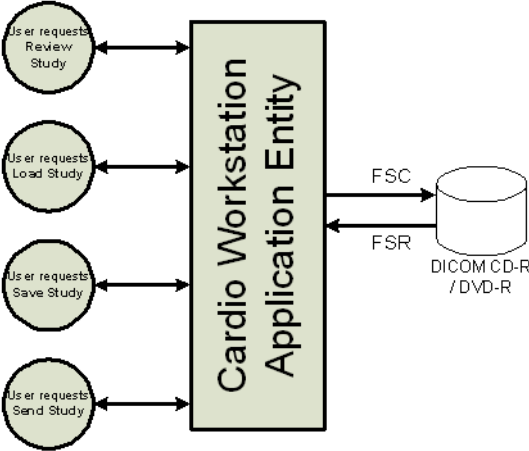 User requests
Review
Study
User requests
Load Study
User requests
Save Study
User requests
Send Study
Cardio Workstation
Application Entity
FSC
FSR
DICOM CD-R
/ DVD-R